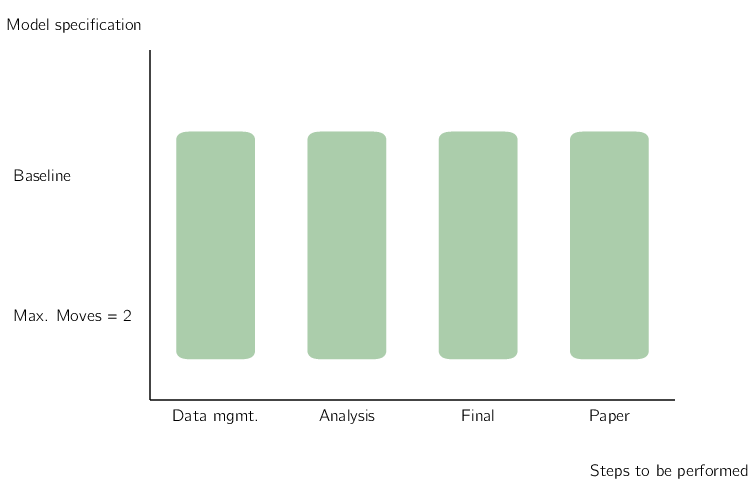 Model specification
Baseline
Max. Moves = 2
Data mgmt. Analysis Final Paper
Steps to be performed